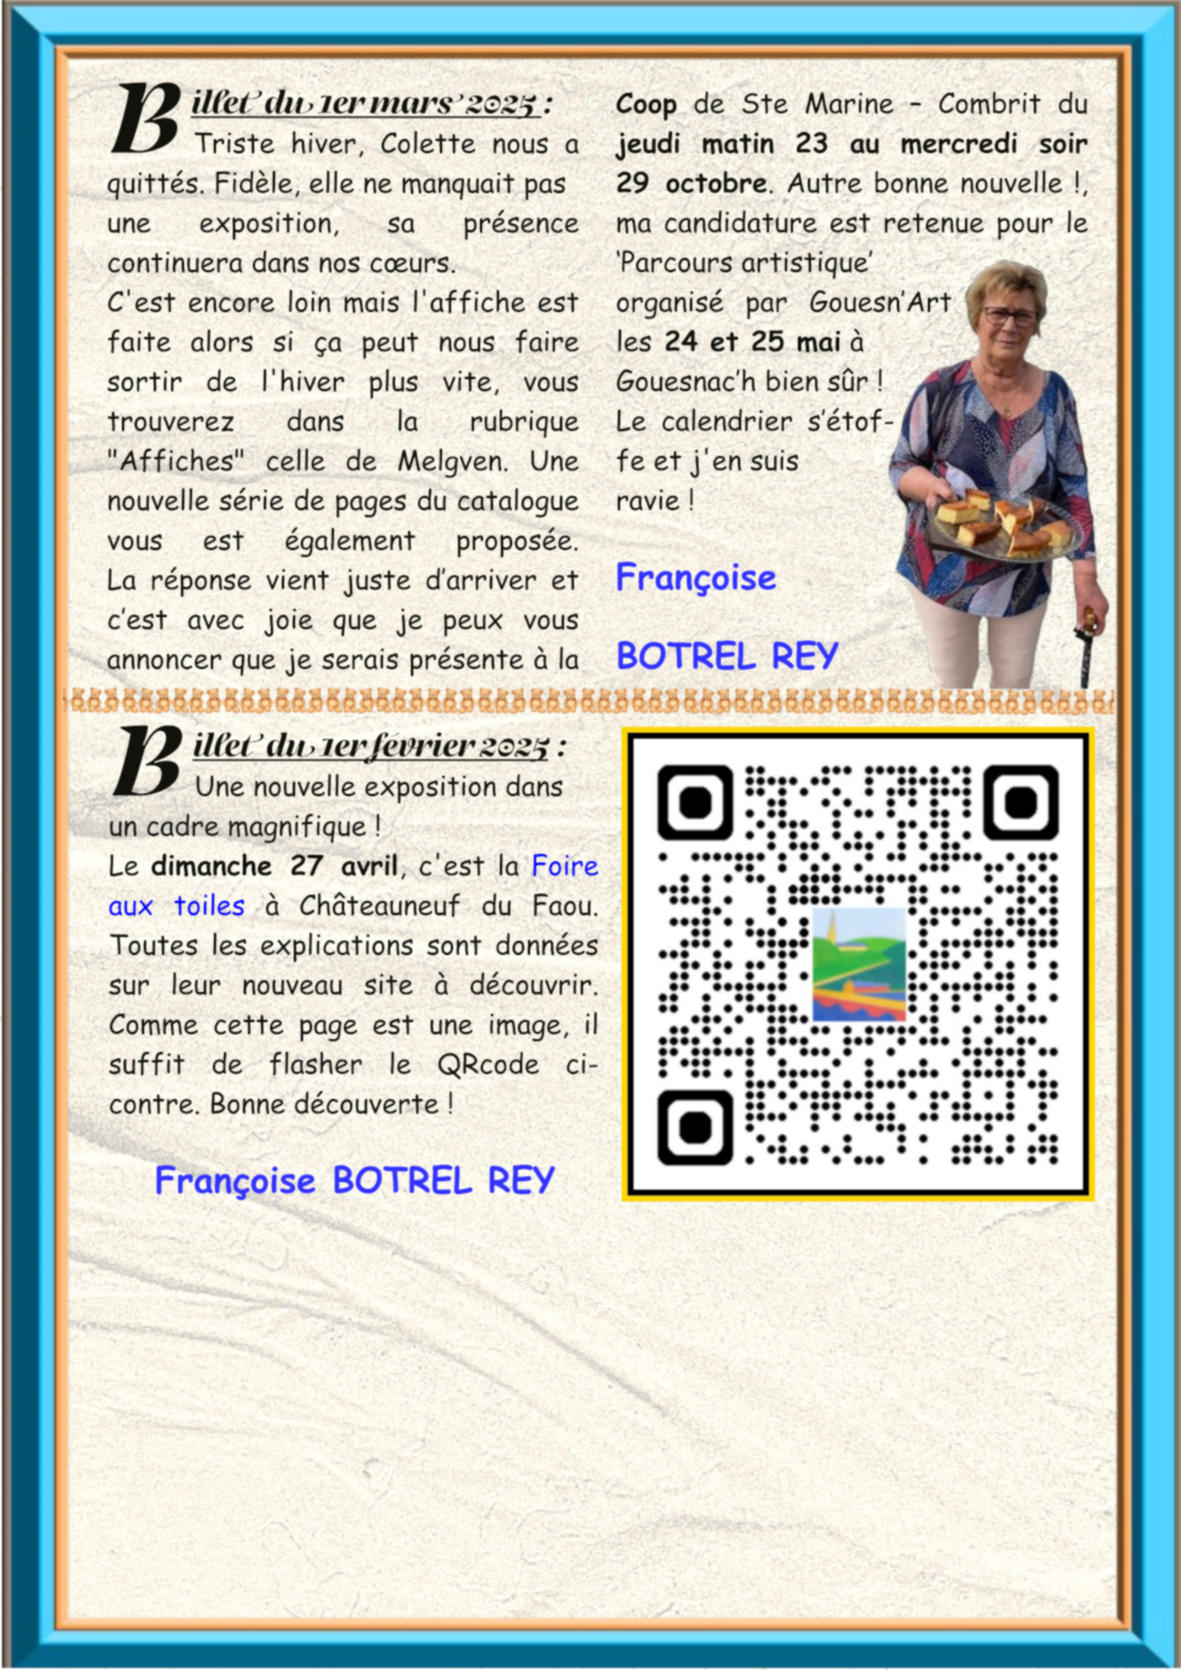 Billet du 1er mars 2025 :
Triste hiver, Colette nous a
quittés. Fidèle, elle ne manquait pas
une exposition, sa présence
continuera dans nos cœurs.
C'est encore loin mais l'affiche est
faite alors si ça peut nous faire
sortir de l'hiver plus vite, vous
trouverez dans la rubrique
"Affiches" celle de Melgven. Une
nouvelle série de pages du catalogue
vous est également proposée.
La réponse vient juste d’arriver et
c’est avec joie que je peux vous
annoncer que je serais présente à la
Coop de Ste Marine – Combrit du
jeudi matin 23 au mercredi soir
29 octobre. Autre bonne nouvelle !,
ma candidature est retenue pour le
‘Parcours artistique’
organisé par Gouesn’Art
les 24 et 25 mai à
Gouesnac’h bien sûr !
Le calendrier s’étof-
fe et j'en suis
ravie !
Françoise
BOTREL REY
Billet du 1er février 2025 :
Une nouvelle exposition dans
un cadre magnifique !
Le dimanche 27 avril, c'est la Foire
aux toiles à Châteauneuf du Faou.
Toutes les explications sont données
sur leur nouveau site à découvrir.
Comme cette page est une image, il
suffit de flasher le QRcode ci-
contre. Bonne découverte !
Françoise BOTREL REY